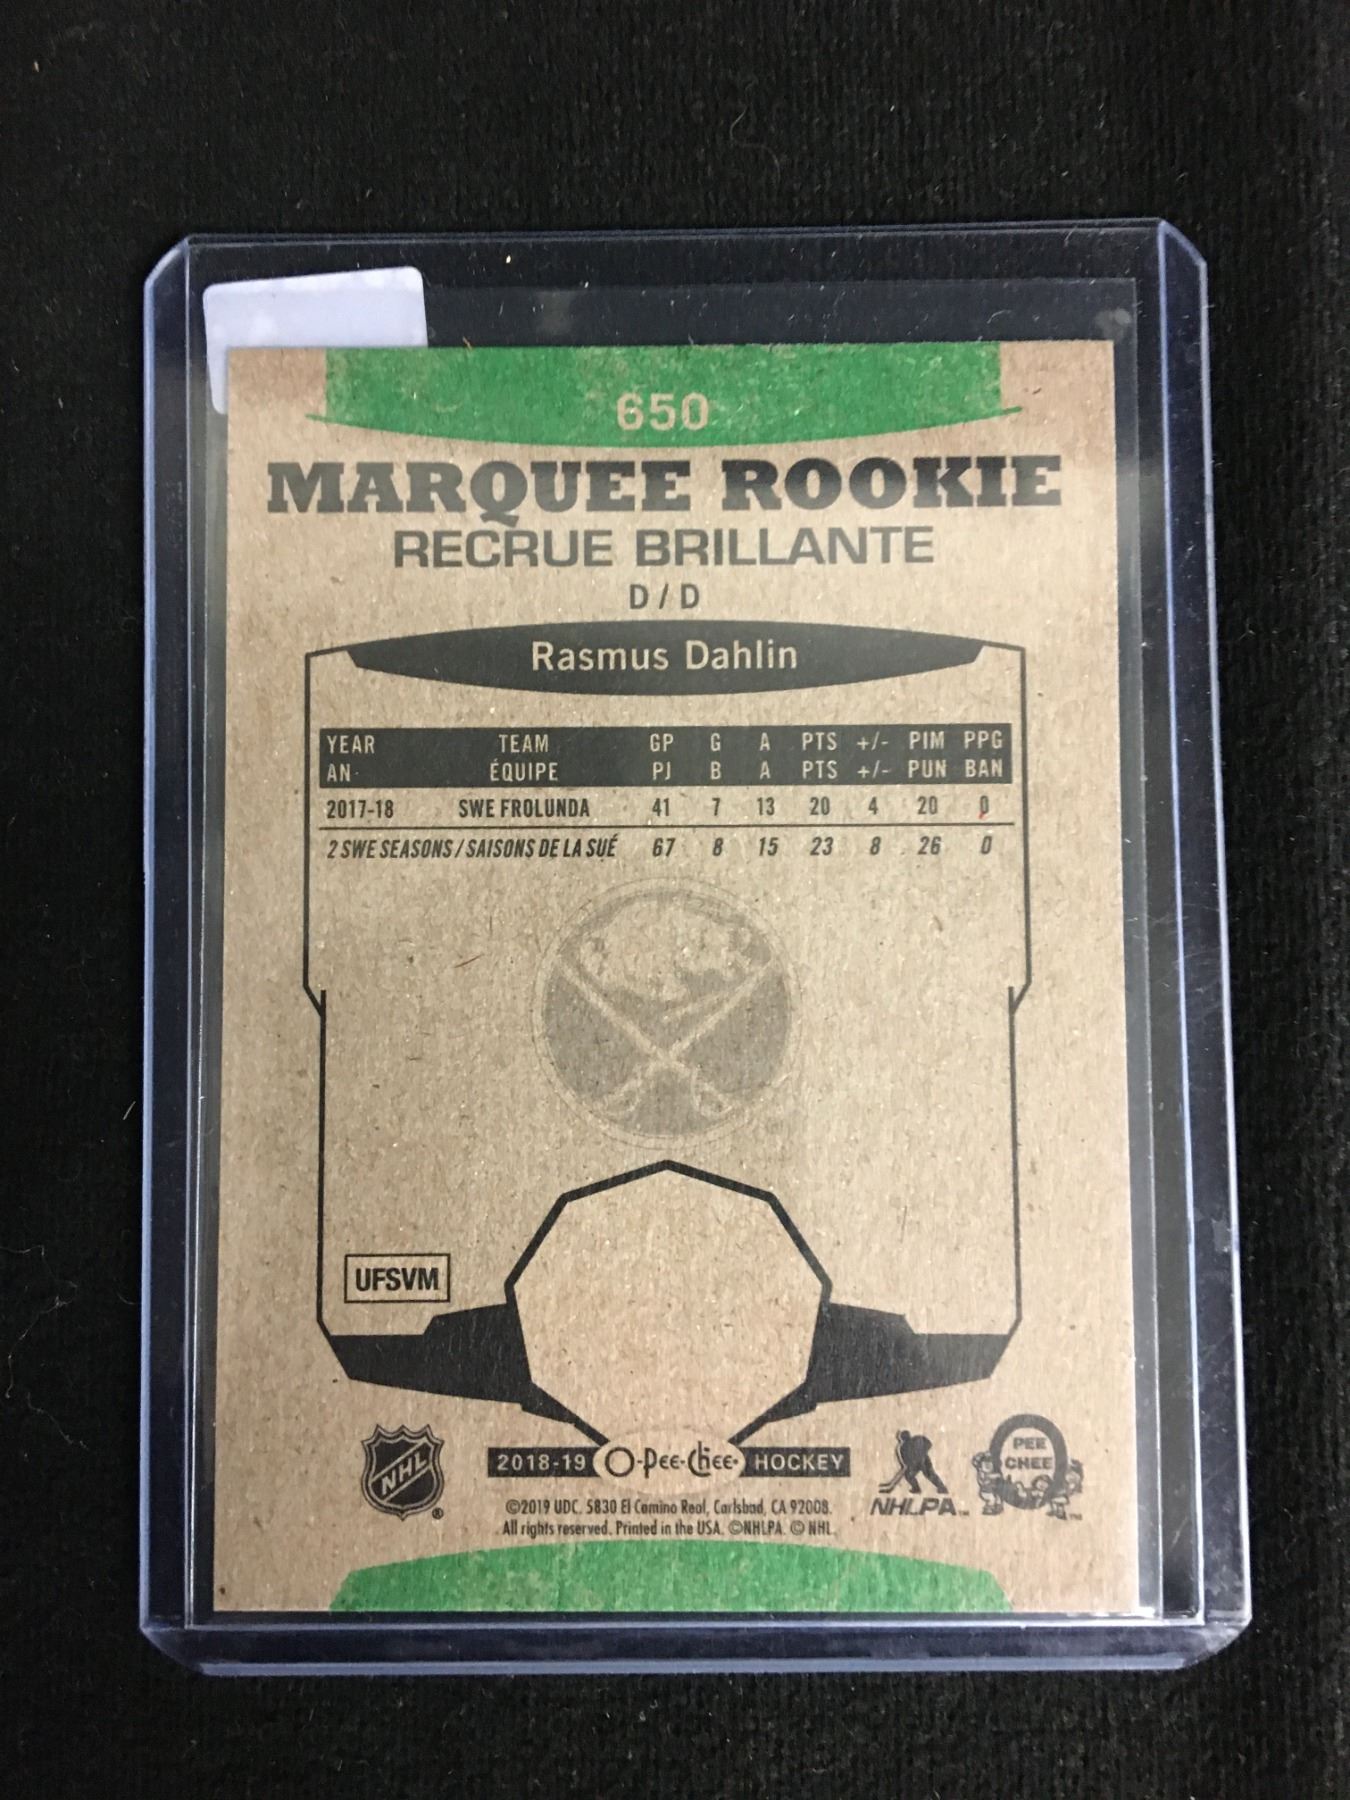 650
MARQUEE ROOKIE
RECRUE BRILLANTE
D / D
Rasmus Dahlin
YEAR TEAM GP G A PTS +/- PIM PPG
AN ÉQUIPE PJ B A PTS +/- PUN BAN
2017-18 SWE FROLUNDA 41 7 13 20 4 20 0
2 SWE SEASONS / SAISONS DE LA SUÉ 67 8 15 23 8 26 0
UFSVM
NHL ®
2018-19 O-Pee-Chee HOCKEY
NHLPA™
PEE CHEE ™
©2019 UDC. 5830 El Camino Real, Carlsbad, CA 92008.
All rights reserved. Printed in the USA. ©NHLPA. © NHL.